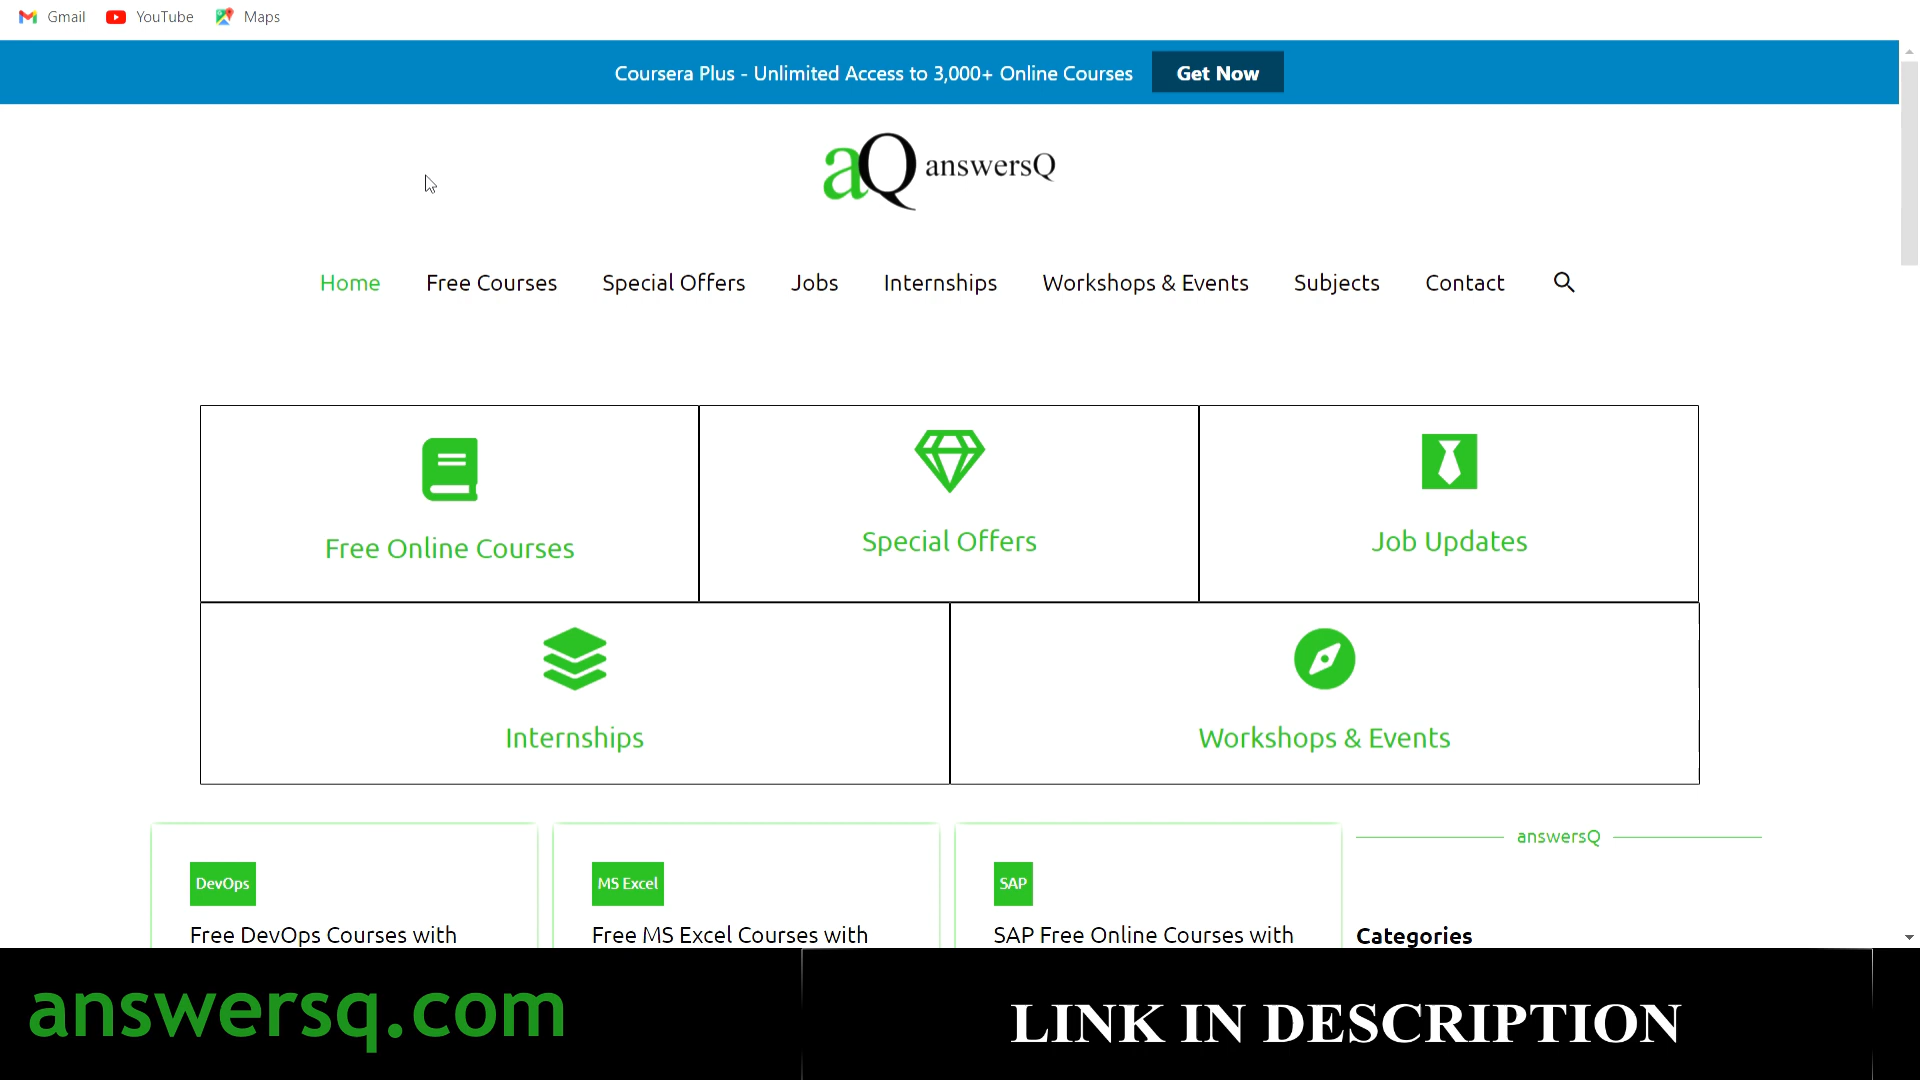 Gmail YouTube Maps
Coursera Plus - Unlimited Access to 3,000+ Online Courses Get Now
aQ answersQ
Home Free Courses Special Offers Jobs Internships Workshops & Events Subjects Contact
Free Online Courses Special Offers Job Updates
Internships Workshops & Events
answersQ
DevOps MS Excel SAP
Free DevOps Courses with Free MS Excel Courses with SAP Free Online Courses with Categories
answersq.com LINK IN DESCRIPTION